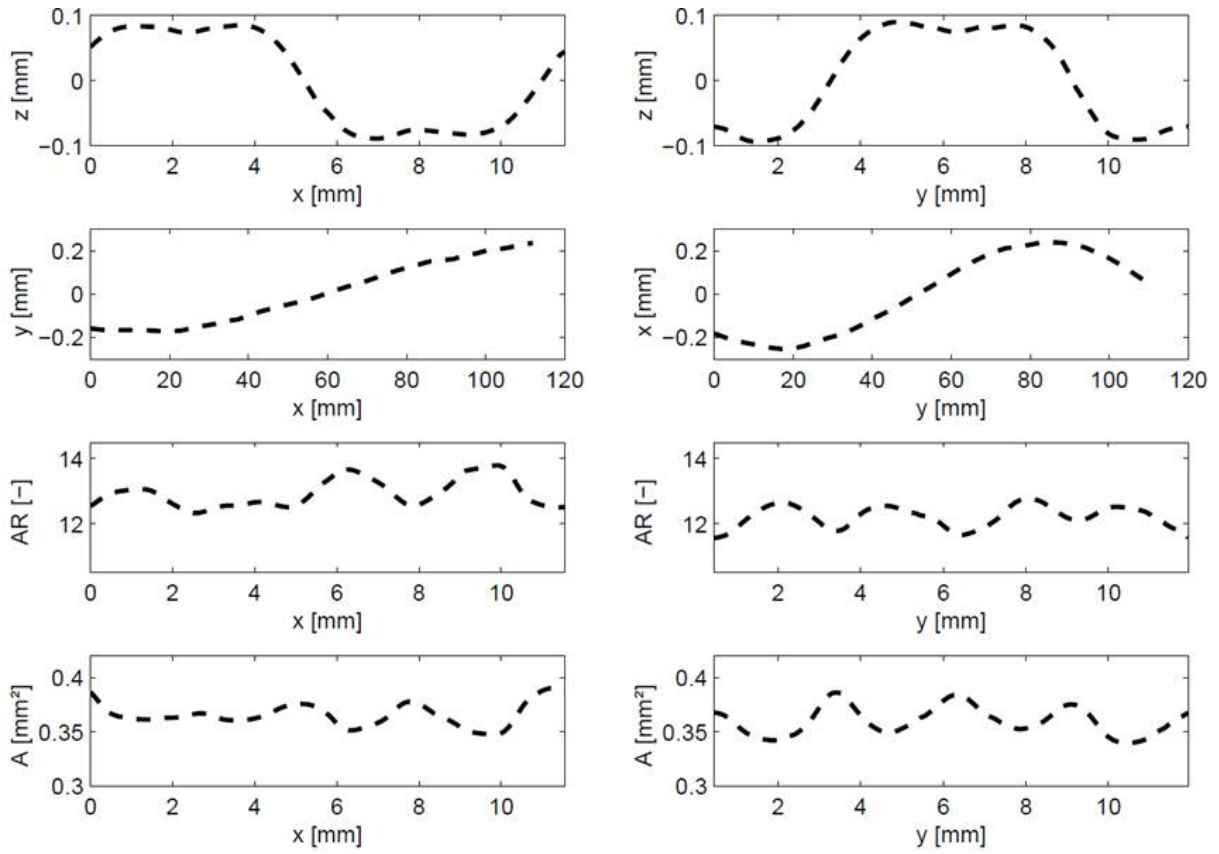 0.1 0.1
z [mm] 0 z [mm] 0
−0.1 −0.1
0 2 4 6 8 10 2 4 6 8 10
x [mm] y [mm]
0.2 0.2
y [mm] 0 x [mm] 0
−0.2 −0.2
0 20 40 60 80 100 120 0 20 40 60 80 100 120
x [mm] y [mm]
14 14
AR [−] AR [−]
12 12
0 2 4 6 8 10 2 4 6 8 10
x [mm] y [mm]
0.4 0.4
A [mm²] 0.35 A [mm²] 0.35
0.3 0.3
0 2 4 6 8 10 2 4 6 8 10
x [mm] y [mm]